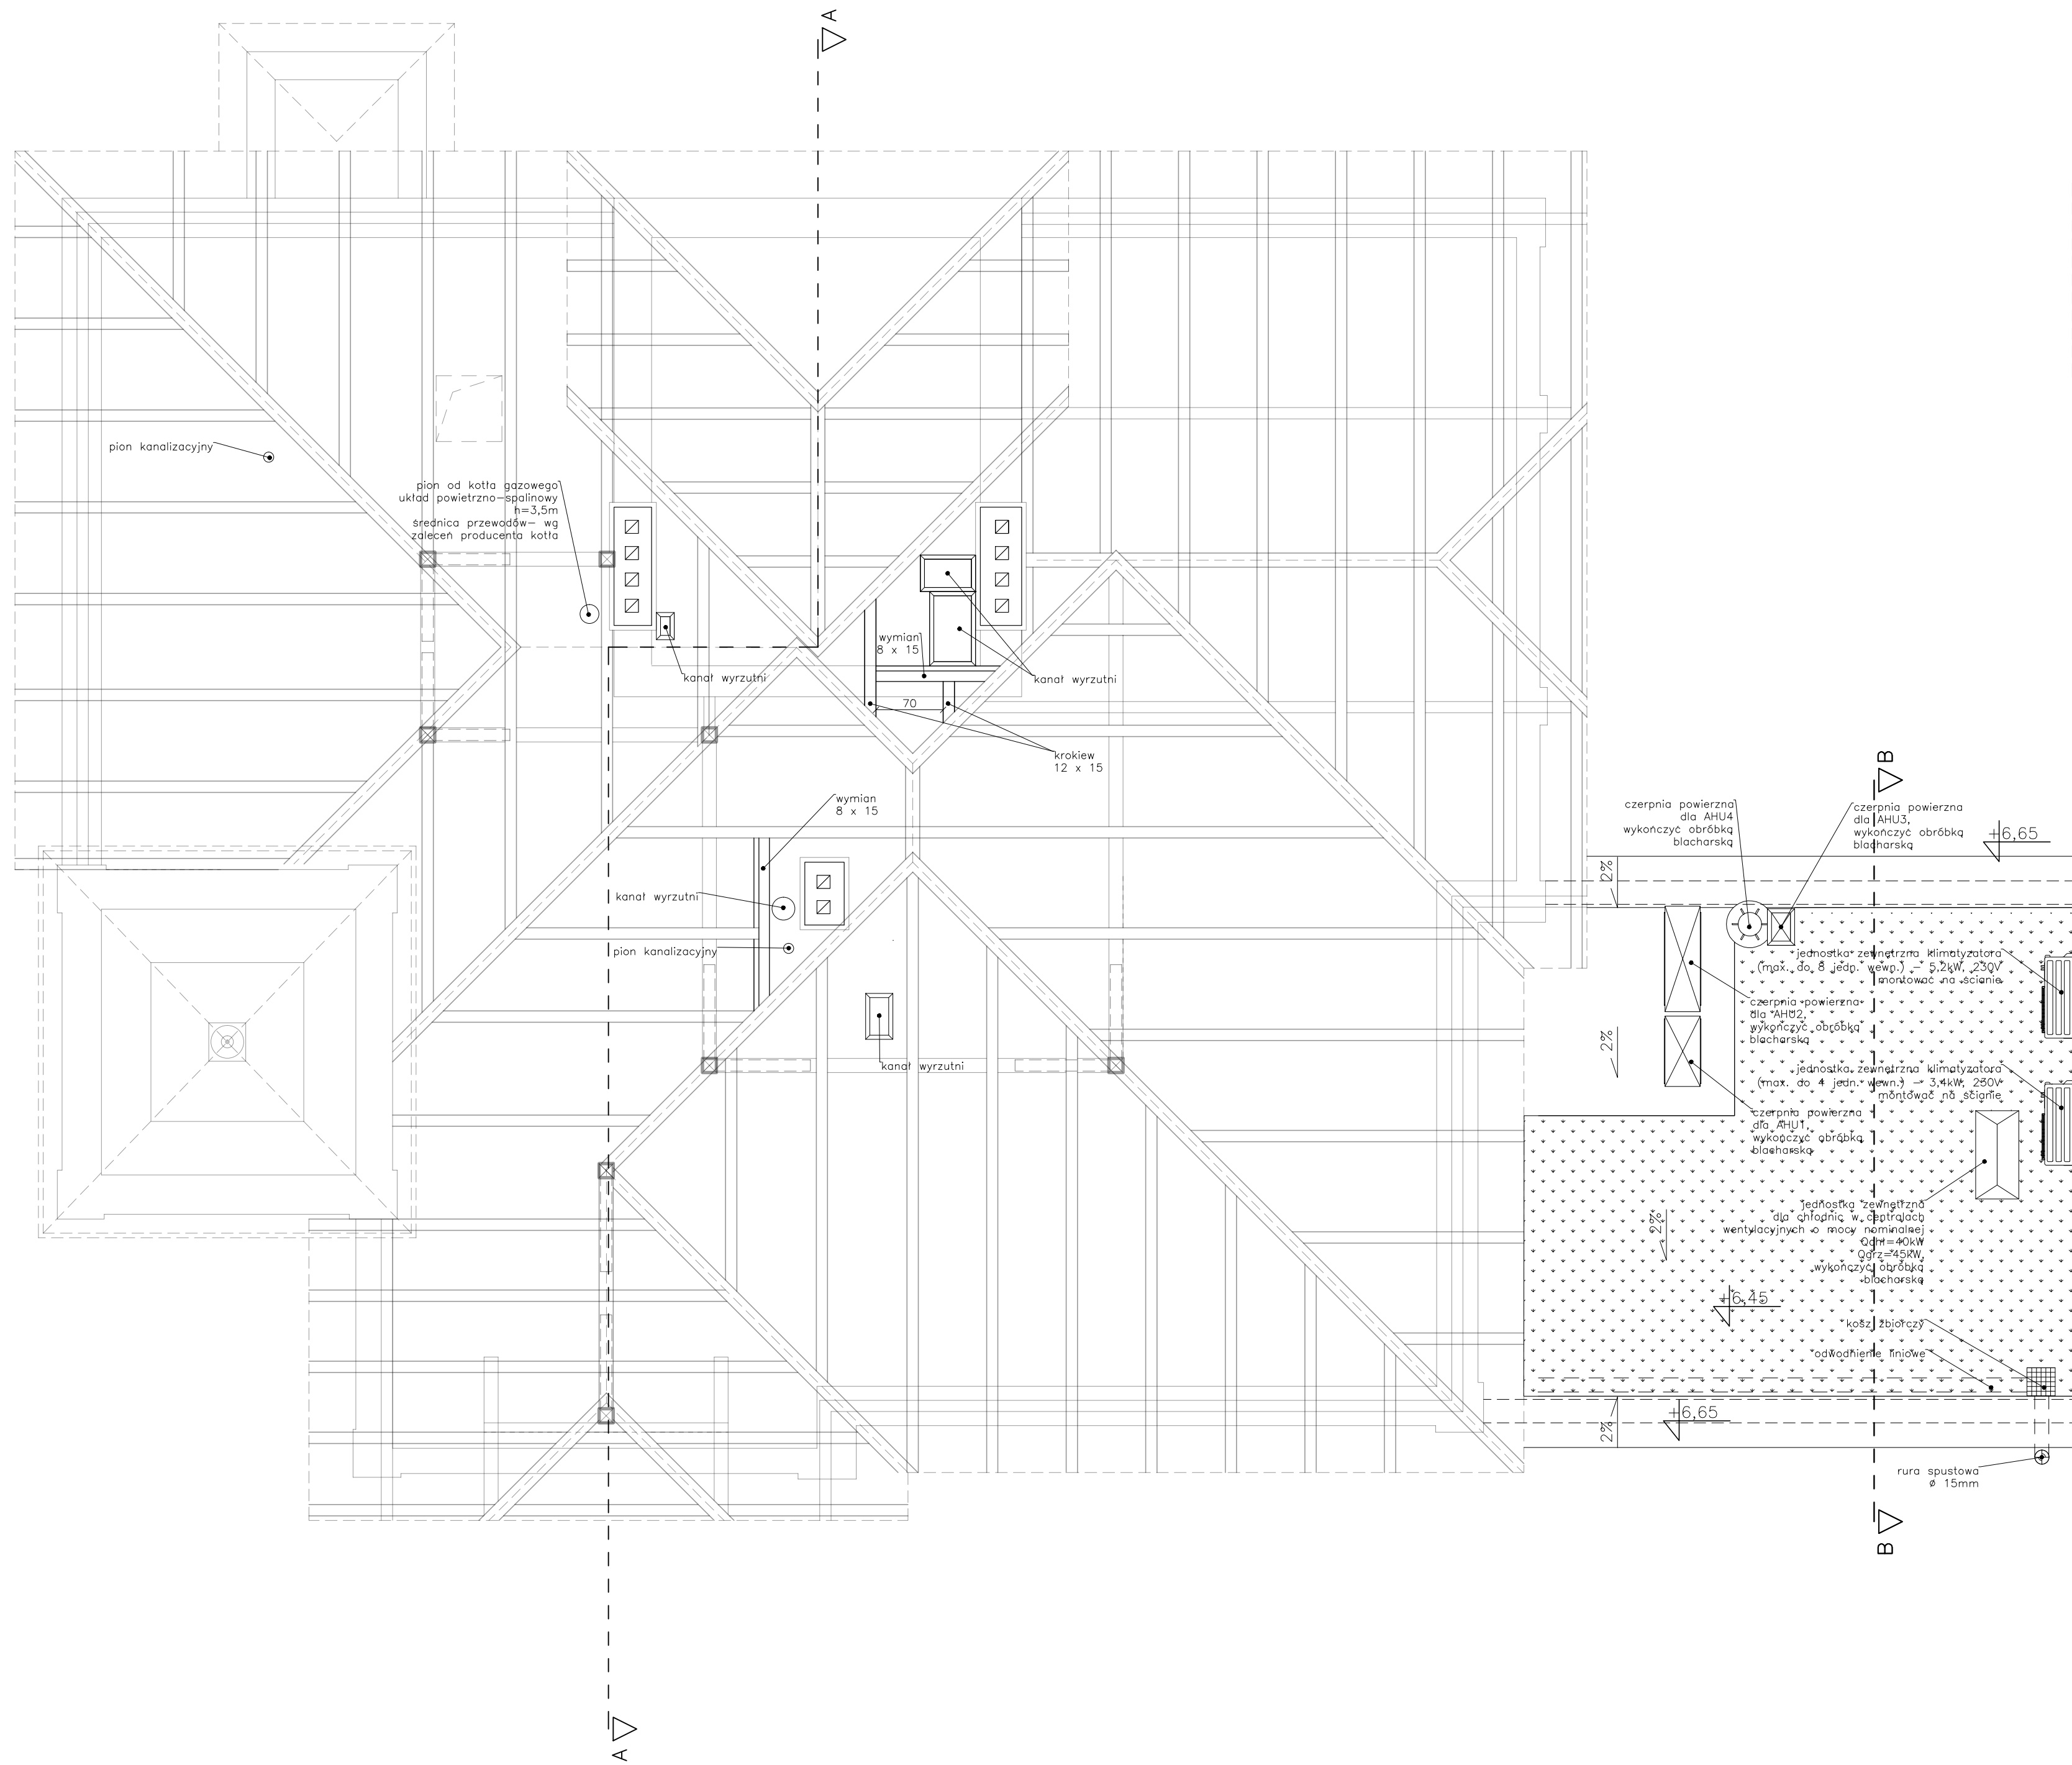 A
pion kanalizacyjny
pion od kotła gazowego
układ powietrzno-spalinowy
h=3,5m
średnica przewodów- wg
zaleceń producenta kotła
wymian
8 x 15
kanał wyrzutni
kanał wyrzutni
70
krokiew
12 x 15
wymian
8 x 15
kanał wyrzutni
pion kanalizacyjny
kanał wyrzutni
A
B
czerpnia powierzna
dla AHU4
wykończyć obróbką
blacharską
czerpnia powierzna
dla AHU3,
wykończyć obróbką
blacharską
+6,65
2%
jednostka zewnętrzna klimatyzatora
(max. do 8 jedn. wewn.) – 5,2kW, 230V
montować na ścianie
czerpnia powierzna
dla AHU2,
wykończyć obróbką
blacharską
2%
jednostka zewnętrzna klimatyzatora
(max. do 4 jedn. wewn.) – 3,4kW, 230V
montować na ścianie
czerpnia powierzna
dla AHU1,
wykończyć obróbką
blacharską
jednostka zewnętrzna
dla chłodnic w centralach
wentylacyjnych o mocy nominalnej
Qchł=40kW
Qgrz=45kW,
wykończyć obróbką
blacharską
2%
+6,45
kosz zbiorczy
odwodnienie liniowe
+6,65
2%
rura spustowa
ø 15mm
B